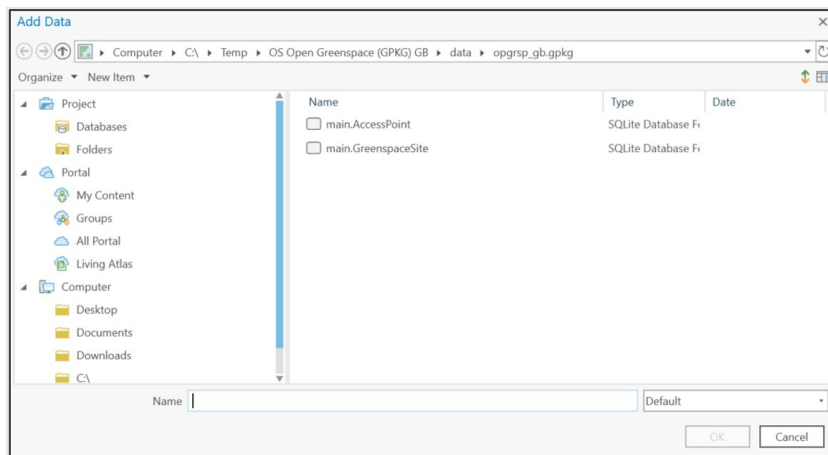 Add Data
Computer C:\ Temp OS Open Greenspace (GPKG) GB data opgrsp_gb.gpkg
Organize New Item
Project
Databases
Folders
Portal
My Content
Groups
All Portal
Living Atlas
Computer
Desktop
Documents
Downloads
C:\
Name Type Date
main.AccessPoint SQLite Database Fe
main.GreenspaceSite SQLite Database Fe
Name Default
OK Cancel